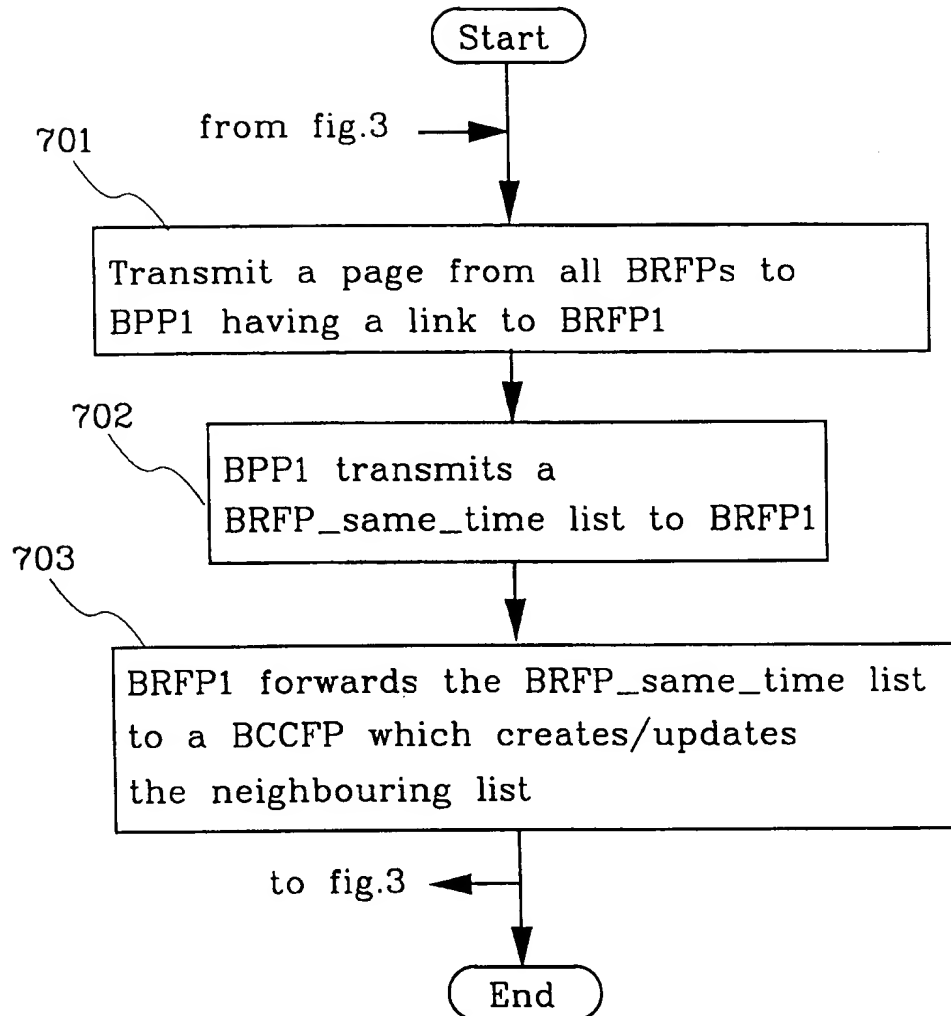 Start
from fig.3
701
Transmit a page from all BRFPs to
BPP1 having a link to BRFP1
702
BPP1 transmits a
BRFP_same_time list to BRFP1
703
BRFP1 forwards the BRFP_same_time list
to a BCCFP which creates/updates
the neighbouring list
to fig.3
End